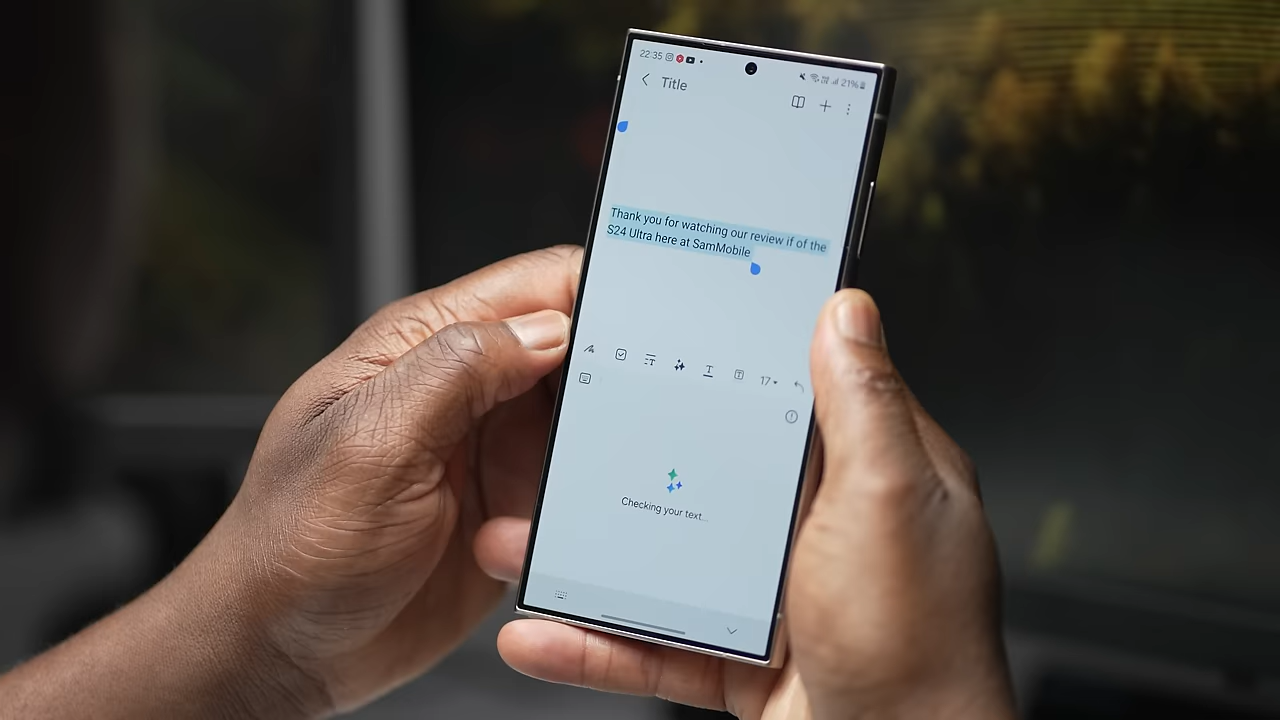 22:35 21%
Title
Thank you for watching our review if of the
S24 Ultra here at SamMobile
17
Checking your text...